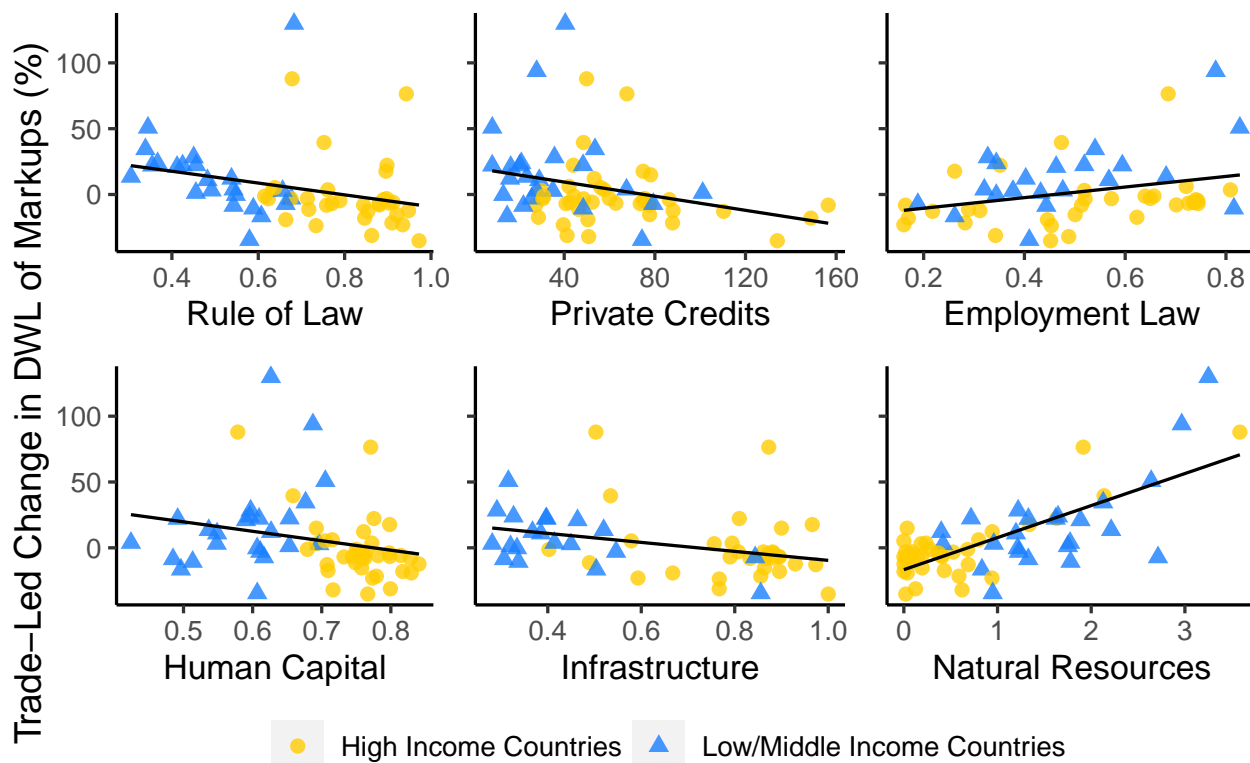 Trade–Led Change in DWL of Markups (%)
100
50
0
0.4 0.6 0.8 1.0
Rule of Law
40 80 120 160
Private Credits
0.2 0.4 0.6 0.8
Employment Law
100
50
0
0.5 0.6 0.7 0.8
Human Capital
0.4 0.6 0.8 1.0
Infrastructure
0 1 2 3
Natural Resources
High Income Countries Low/Middle Income Countries